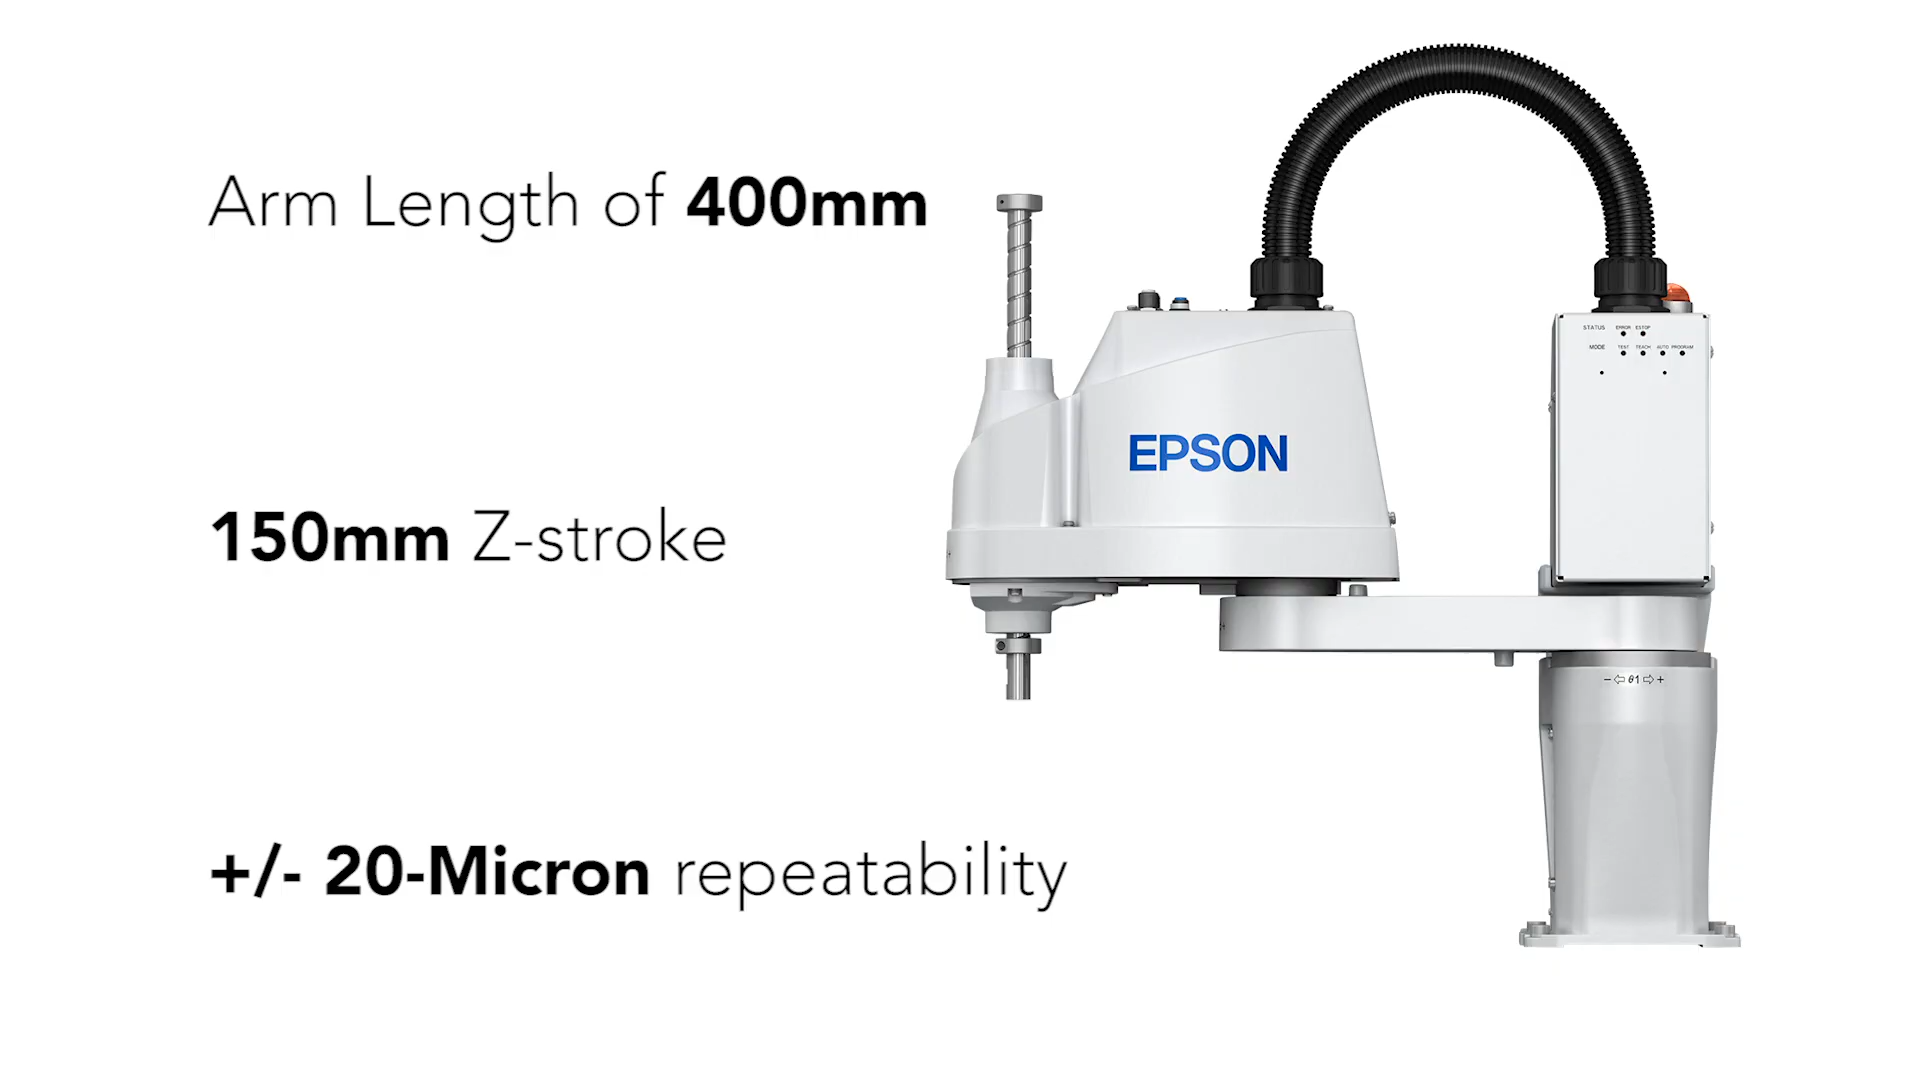 Arm Length of 400mm
150mm Z-stroke
+/- 20-Micron repeatability
EPSON
STATUS ERROR ESTOP
MODE TEST TEACH AUTO PROGRAM
-⇦ θ1 ⇨+